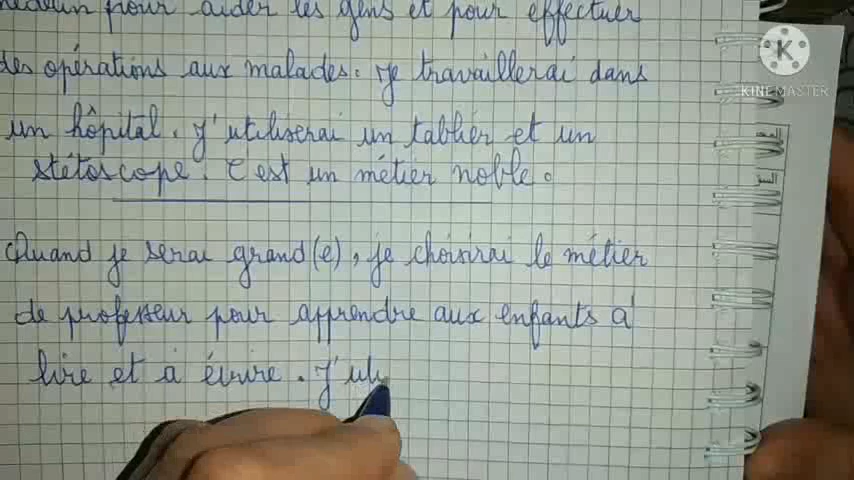 pour aider les gens et pour effectuer
des opérations aux malades. Je travaillerai dans
un hôpital. J'utiliserai un tablier et un
stétoscope. C'est un métier noble.
Quand je serai grand(e), je choisirai le métier
de professeur pour apprendre aux enfants à
lire et à écrire. J'uti
KINEMASTER